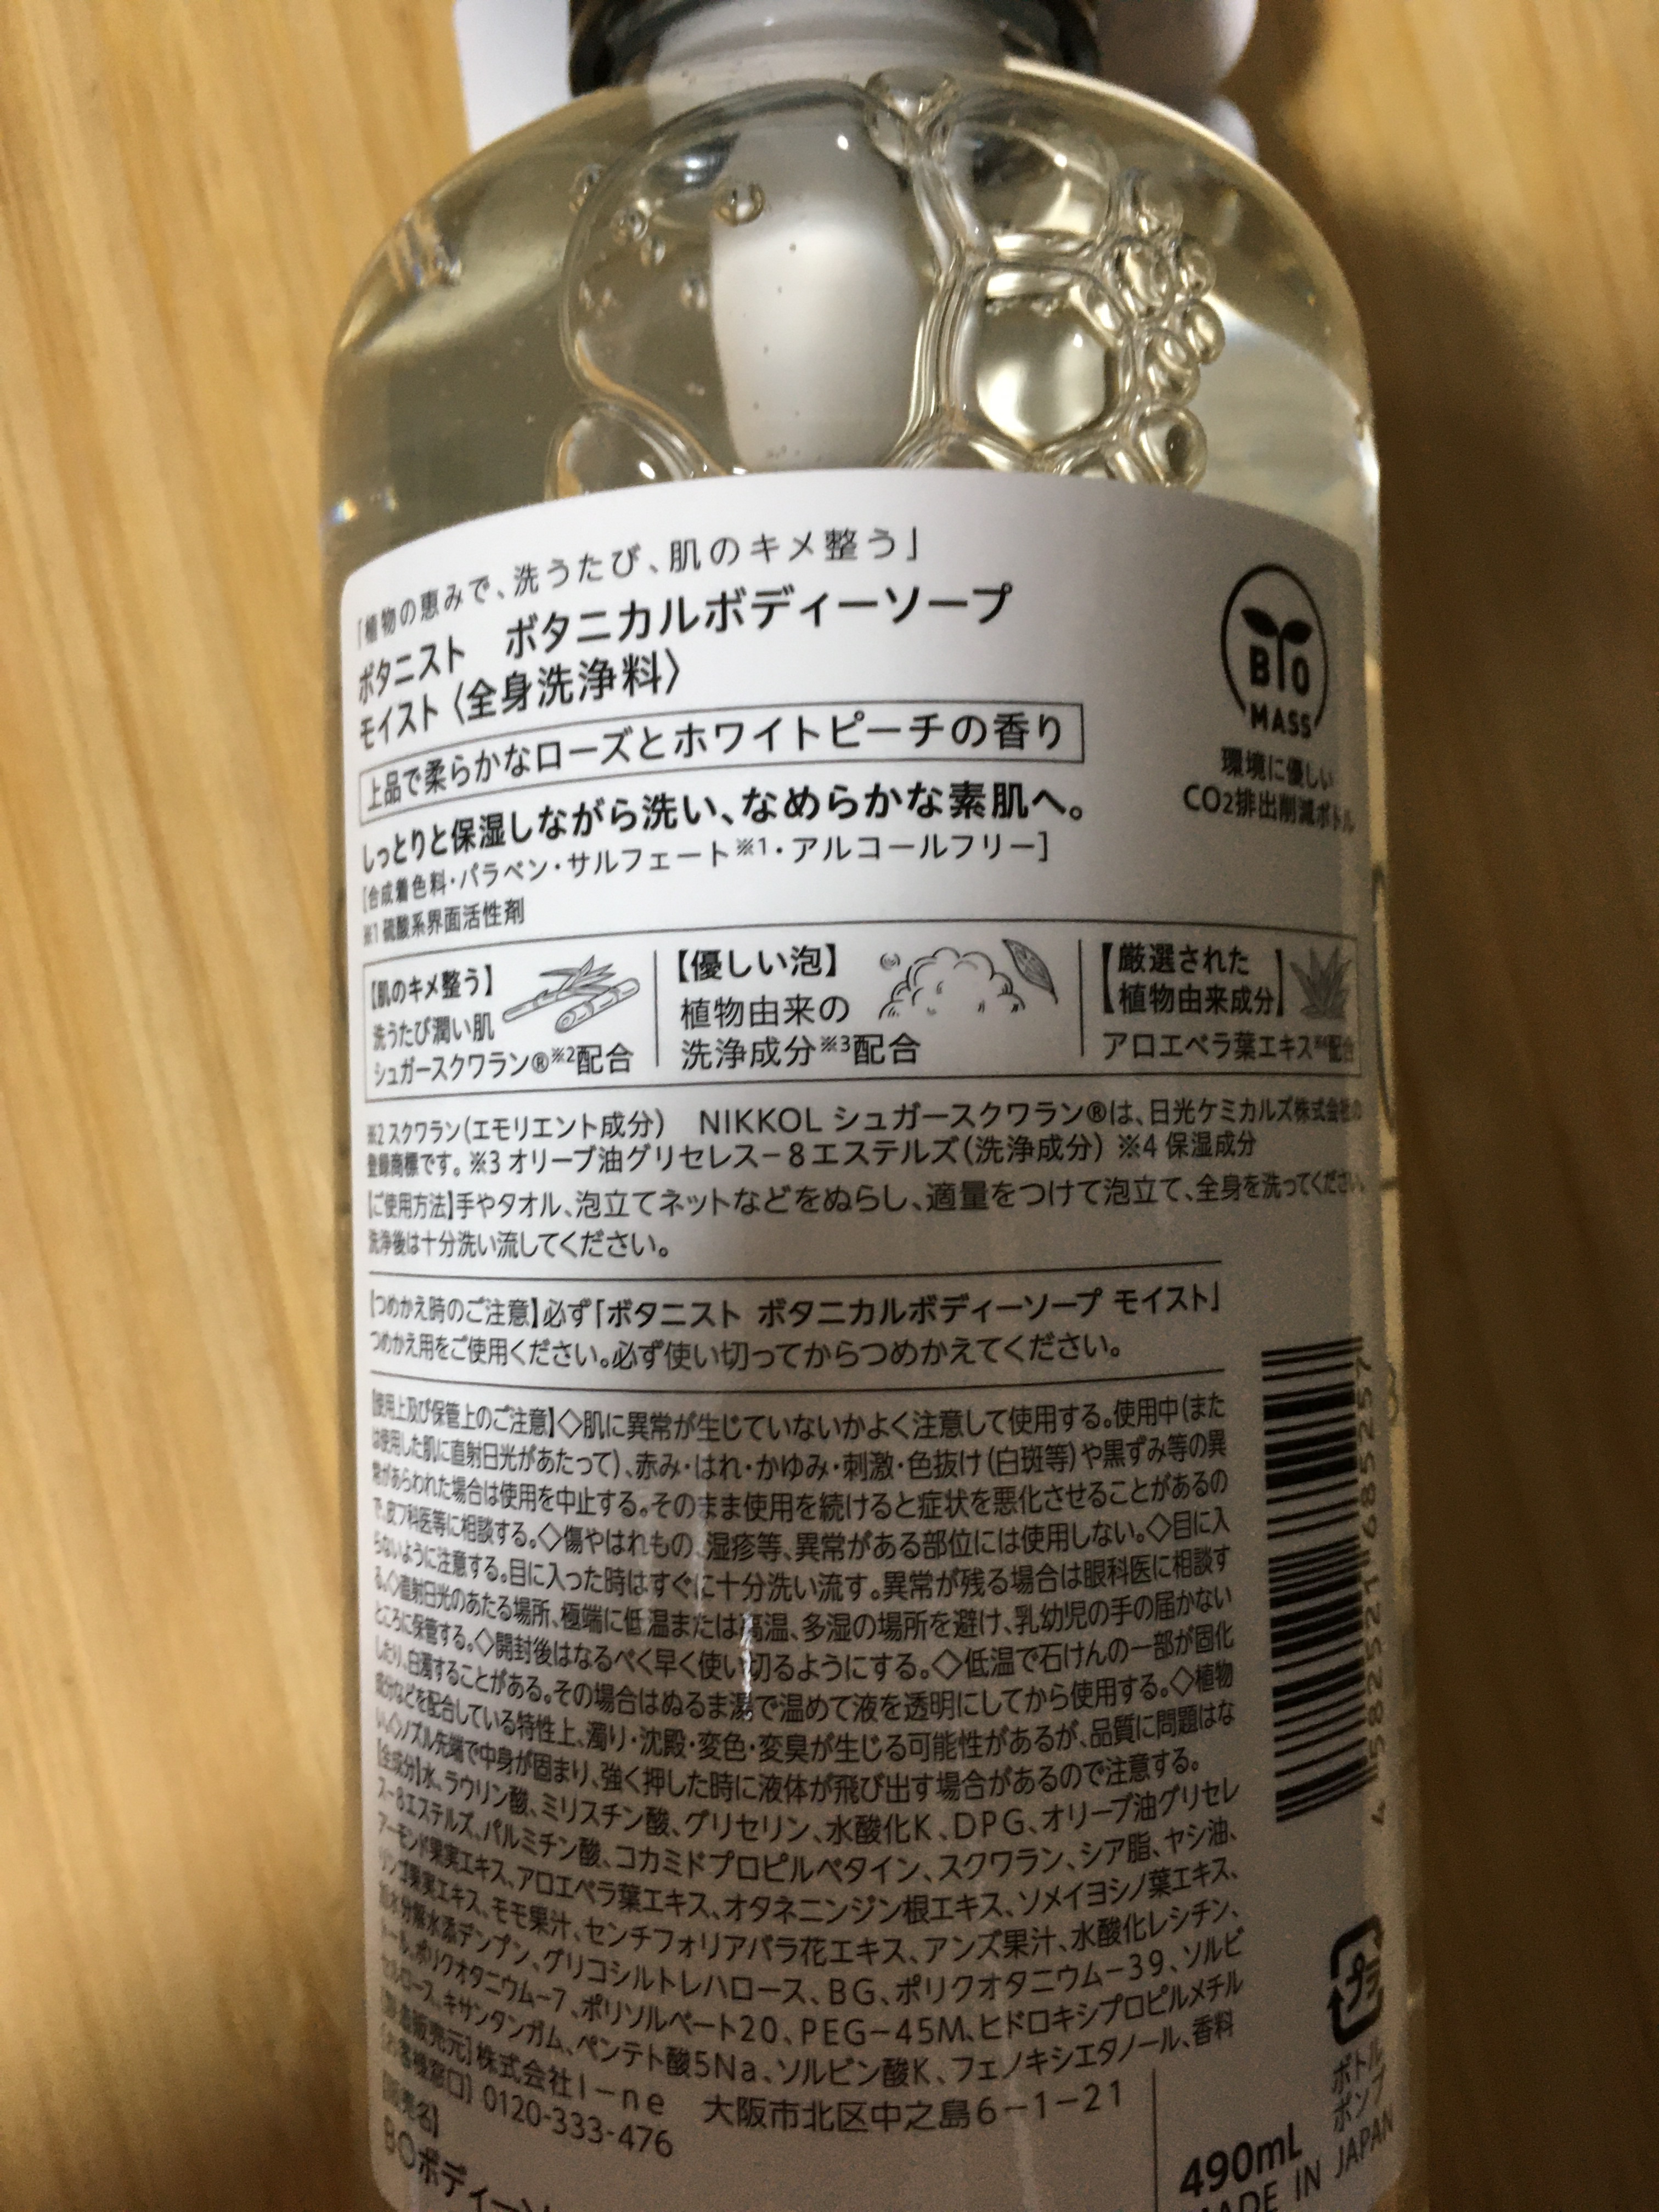 「植物の恵みで、洗うたび、肌のキメ整う」
ボタニスト ボタニカルボディーソープ
モイスト〈全身洗浄料〉
上品で柔らかなローズとホワイトピーチの香り
しっとりと保湿しながら洗い、なめらかな素肌へ。
[合成着色料・パラベン・サルフェート※1・アルコールフリー]
※1 硫酸系界面活性剤
BIO
MASS
環境に優しい
CO2排出削減ボトル
【肌のキメ整う】
洗うたび潤い肌
シュガースクワラン®※2配合
【優しい泡】
植物由来の
洗浄成分※3配合
【厳選された
植物由来成分】
アロエベラ葉エキス※4配合
※2 スクワラン(エモリエント成分) NIKKOL シュガースクワラン®は、日光ケミカルズ株式会社の
登録商標です。※3 オリーブ油グリセレス−8エステルズ(洗浄成分) ※4 保湿成分
【ご使用方法】手やタオル、泡立てネットなどをぬらし、適量をつけて泡立て、全身を洗ってください。
洗浄後は十分洗い流してください。
【つめかえ時のご注意】必ず「ボタニスト ボタニカルボディーソープ モイスト」
つめかえ用をご使用ください。必ず使い切ってからつめかえてください。
【使用上及び保管上のご注意】◇肌に異常が生じていないかよく注意して使用する。使用中(また
は使用した肌に直射日光があたって)、赤み・はれ・かゆみ・刺激・色抜け(白斑等)や黒ずみ等の異
常があらわれた場合は使用を中止する。そのまま使用を続けると症状を悪化させることがあるの
で、皮フ科医等に相談する。◇傷やはれもの、湿疹等、異常がある部位には使用しない。◇目に入
らないように注意する。目に入った時はすぐに十分洗い流す。異常が残る場合は眼科医に相談す
る。◇直射日光のあたる場所、極端に低温または高温、多湿の場所を避け、乳幼児の手の届かない
ところに保管する。◇開封後はなるべく早く使い切るようにする。◇低温で石けんの一部が固化
したり、白濁することがある。その場合はぬるま湯で温めて液を透明にしてから使用する。◇植物
成分などを配合している特性上、濁り・沈殿・変色・変臭が生じる可能性があるが、品質に問題はな
い。◇ノズル先端で中身が固まり、強く押した時に液体が飛び出す場合があるので注意する。
【全成分】水、ラウリン酸、ミリスチン酸、グリセリン、水酸化K、DPG、オリーブ油グリセレ
ス−8エステルズ、パルミチン酸、コカミドプロピルベタイン、スクワラン、シア脂、ヤシ油、
アーモンド果実エキス、アロエベラ葉エキス、オタネニンジン根エキス、ソメイヨシノ葉エキス、
リンゴ果実エキス、モモ果汁、センチフォリアバラ花エキス、アンズ果汁、水酸化レシチン、
加水分解水添デンプン、グリコシルトレハロース、BG、ポリクオタニウム−39、ソルビ
トール、ポリクオタニウム−7、ポリソルベート20、PEG−45M、ヒドロキシプロピルメチル
セルロース、キサンタンガム、ペンテト酸5Na、ソルビン酸K、フェノキシエタノール、香料
【製造販売元】株式会社I−ne 大阪市北区中之島6−1−21
【お客様窓口】0120-333-476
【販売名】
BOボディーソ
4 582521 685257
プラ
ボトル
ポンプ
490mL
MADE IN JAPAN